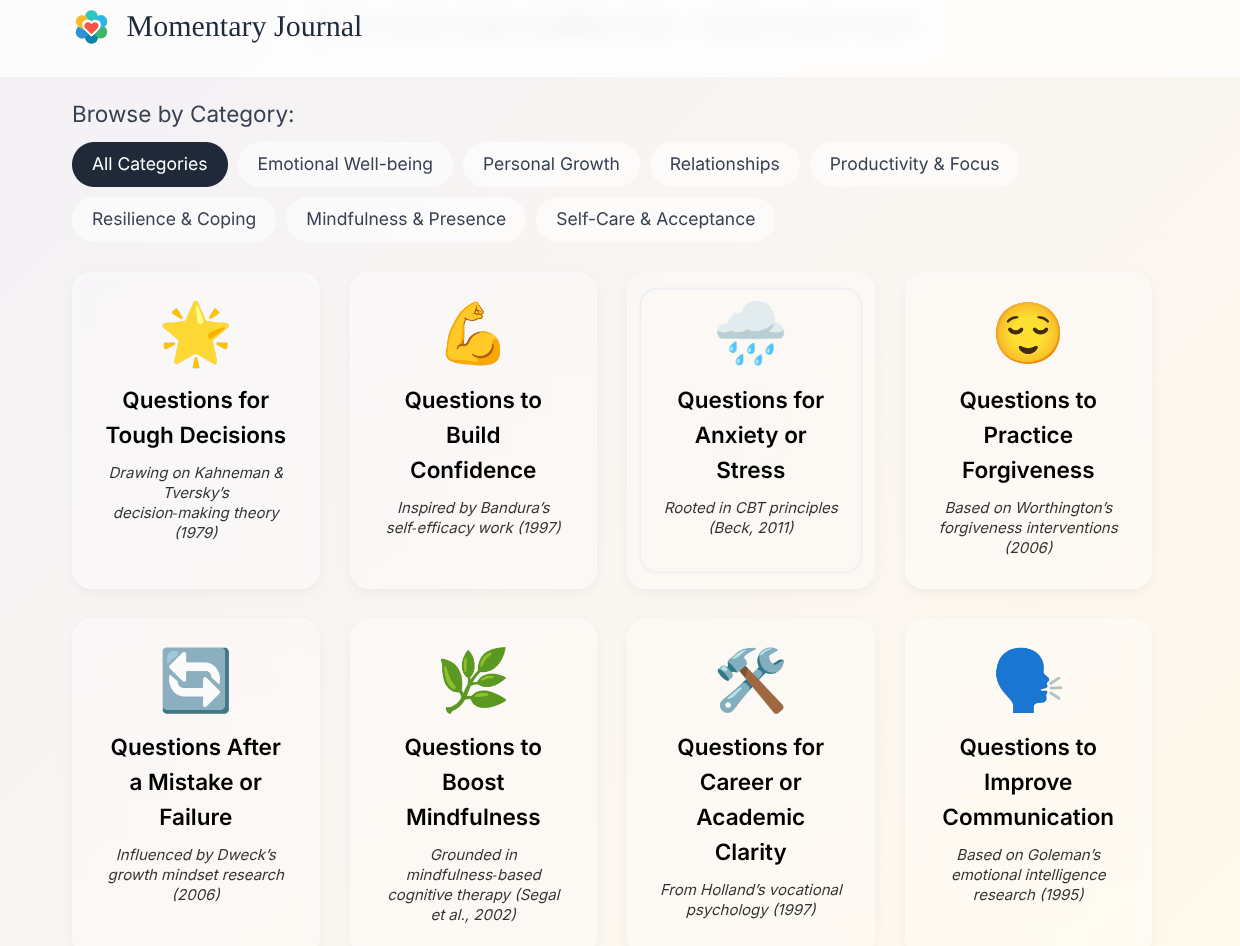 Momentary Journal
Browse by Category:
All Categories
Emotional Well-being
Personal Growth
Relationships
Productivity & Focus
Resilience & Coping
Mindfulness & Presence
Self-Care & Acceptance
Questions for
Tough Decisions
Drawing on Kahneman &
Tversky’s
decision-making theory
(1979)
Questions to
Build
Confidence
Inspired by Bandura’s
self-efficacy work (1997)
Questions for
Anxiety or
Stress
Rooted in CBT principles
(Beck, 2011)
Questions to
Practice
Forgiveness
Based on Worthington’s
forgiveness interventions
(2006)
Questions After
a Mistake or
Failure
Influenced by Dweck’s
growth mindset research
(2006)
Questions to
Boost
Mindfulness
Grounded in
mindfulness-based
cognitive therapy (Segal
et al., 2002)
Questions for
Career or
Academic
Clarity
From Holland’s vocational
psychology (1997)
Questions to
Improve
Communication
Based on Goleman’s
emotional intelligence
research (1995)